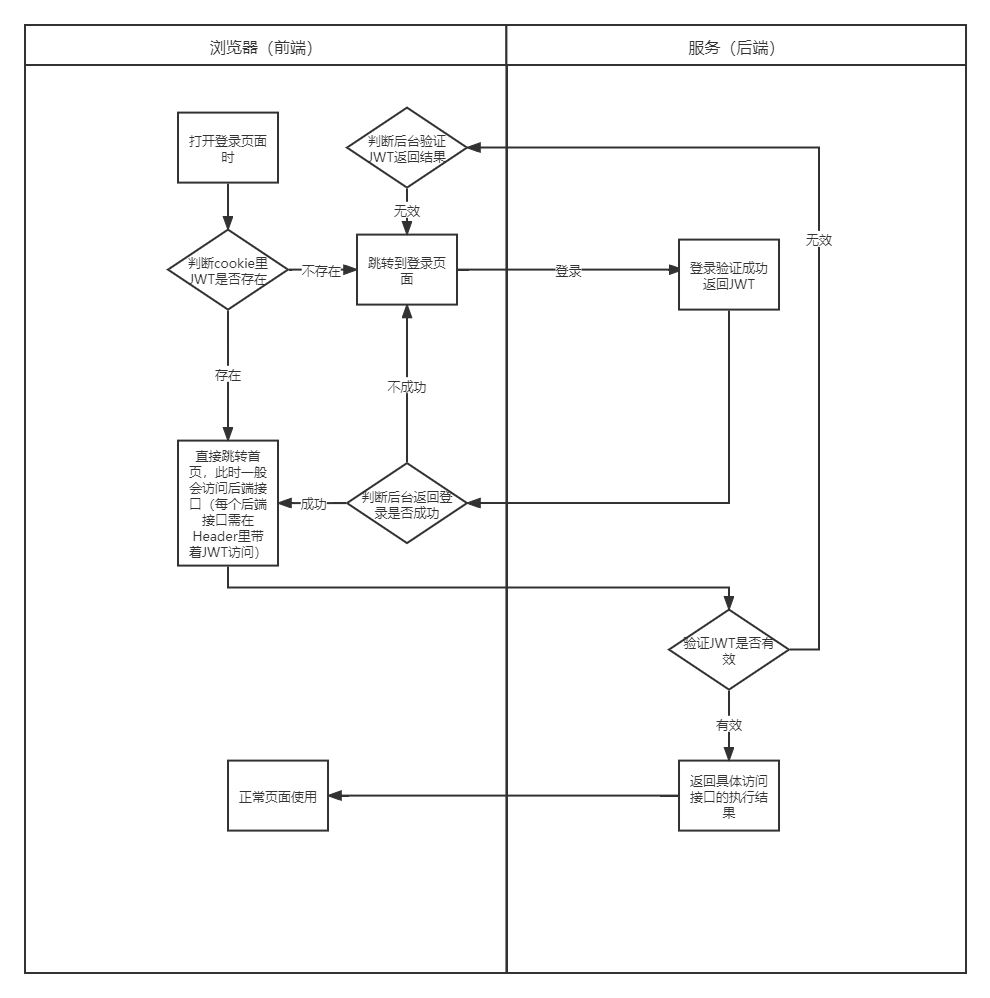 浏览器（前端）
服务（后端）
打开登录页面
时
判断后台验证
JWT返回结果
无效
无效
判断cookie里
JWT是否存在
不存在
跳转到登录页
面
登录
登录验证成功
返回JWT
存在
不成功
直接跳转首
页，此时一般
会访问后端接
口（每个后端
接口需在
Header里带
着JWT访问）
成功
判断后台返回登
录是否成功
验证JWT是否有
效
有效
正常页面使用
返回具体访问
接口的执行结
果